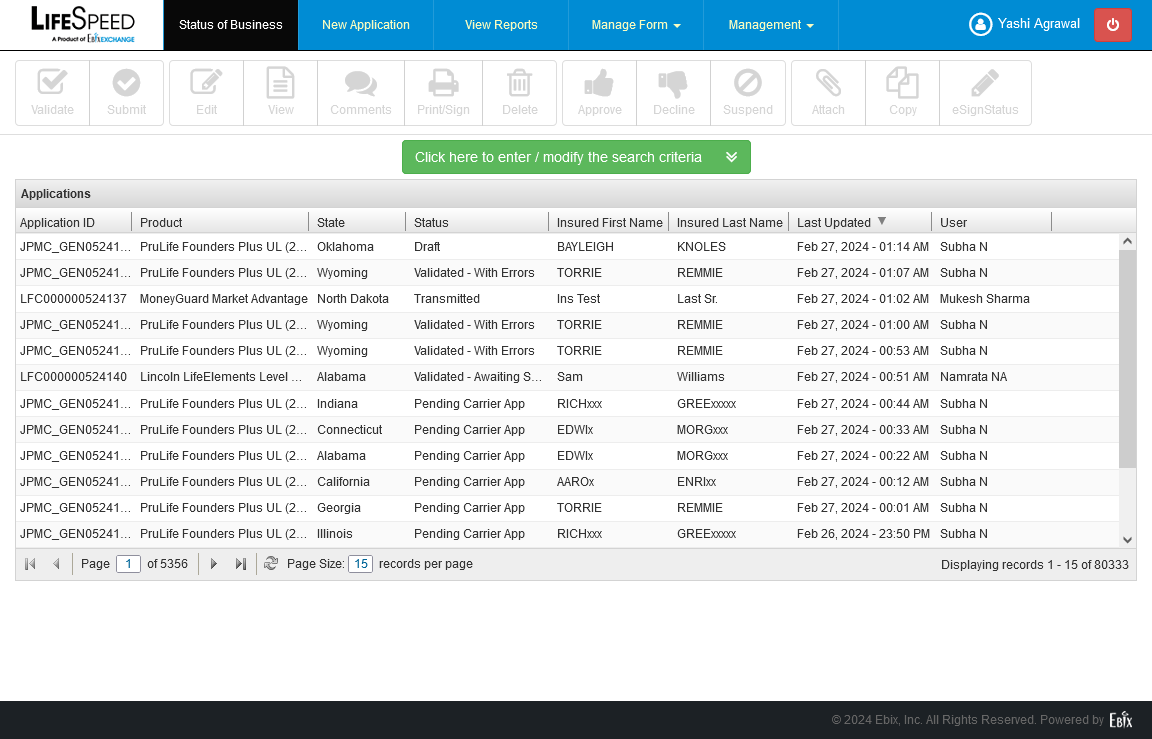 LIFESPEED
A Product of EbixEXCHANGE
Status of Business New Application View Reports Manage Form Management Yashi Agrawal
Validate Submit Edit View Comments Print/Sign Delete Approve Decline Suspend Attach Copy eSignStatus
Click here to enter / modify the search criteria
Applications
Application ID Product State Status Insured First Name Insured Last Name Last Updated User
JPMC_GEN05241... PruLife Founders Plus UL (2... Oklahoma Draft BAYLEIGH KNOLES Feb 27, 2024 - 01:14 AM Subha N
JPMC_GEN05241... PruLife Founders Plus UL (2... Wyoming Validated - With Errors TORRIE REMMIE Feb 27, 2024 - 01:07 AM Subha N
LFC000000524137 MoneyGuard Market Advantage North Dakota Transmitted Ins Test Last Sr. Feb 27, 2024 - 01:02 AM Mukesh Sharma
JPMC_GEN05241... PruLife Founders Plus UL (2... Wyoming Validated - With Errors TORRIE REMMIE Feb 27, 2024 - 01:00 AM Subha N
JPMC_GEN05241... PruLife Founders Plus UL (2... Wyoming Validated - With Errors TORRIE REMMIE Feb 27, 2024 - 00:53 AM Subha N
LFC000000524140 Lincoln LifeElements Level ... Alabama Validated - Awaiting S... Sam Williams Feb 27, 2024 - 00:51 AM Namrata NA
JPMC_GEN05241... PruLife Founders Plus UL (2... Indiana Pending Carrier App RICHxxx GREExxxxx Feb 27, 2024 - 00:44 AM Subha N
JPMC_GEN05241... PruLife Founders Plus UL (2... Connecticut Pending Carrier App EDWIx MORGxxx Feb 27, 2024 - 00:33 AM Subha N
JPMC_GEN05241... PruLife Founders Plus UL (2... Alabama Pending Carrier App EDWIx MORGxxx Feb 27, 2024 - 00:22 AM Subha N
JPMC_GEN05241... PruLife Founders Plus UL (2... California Pending Carrier App AAROx ENRIxx Feb 27, 2024 - 00:12 AM Subha N
JPMC_GEN05241... PruLife Founders Plus UL (2... Georgia Pending Carrier App TORRIE REMMIE Feb 27, 2024 - 00:01 AM Subha N
JPMC_GEN05241... PruLife Founders Plus UL (2... Illinois Pending Carrier App RICHxxx GREExxxxx Feb 26, 2024 - 23:50 PM Subha N
Page 1 of 5356 Page Size: 15 records per page Displaying records 1 - 15 of 80333
© 2024 Ebix, Inc. All Rights Reserved. Powered by Ebix